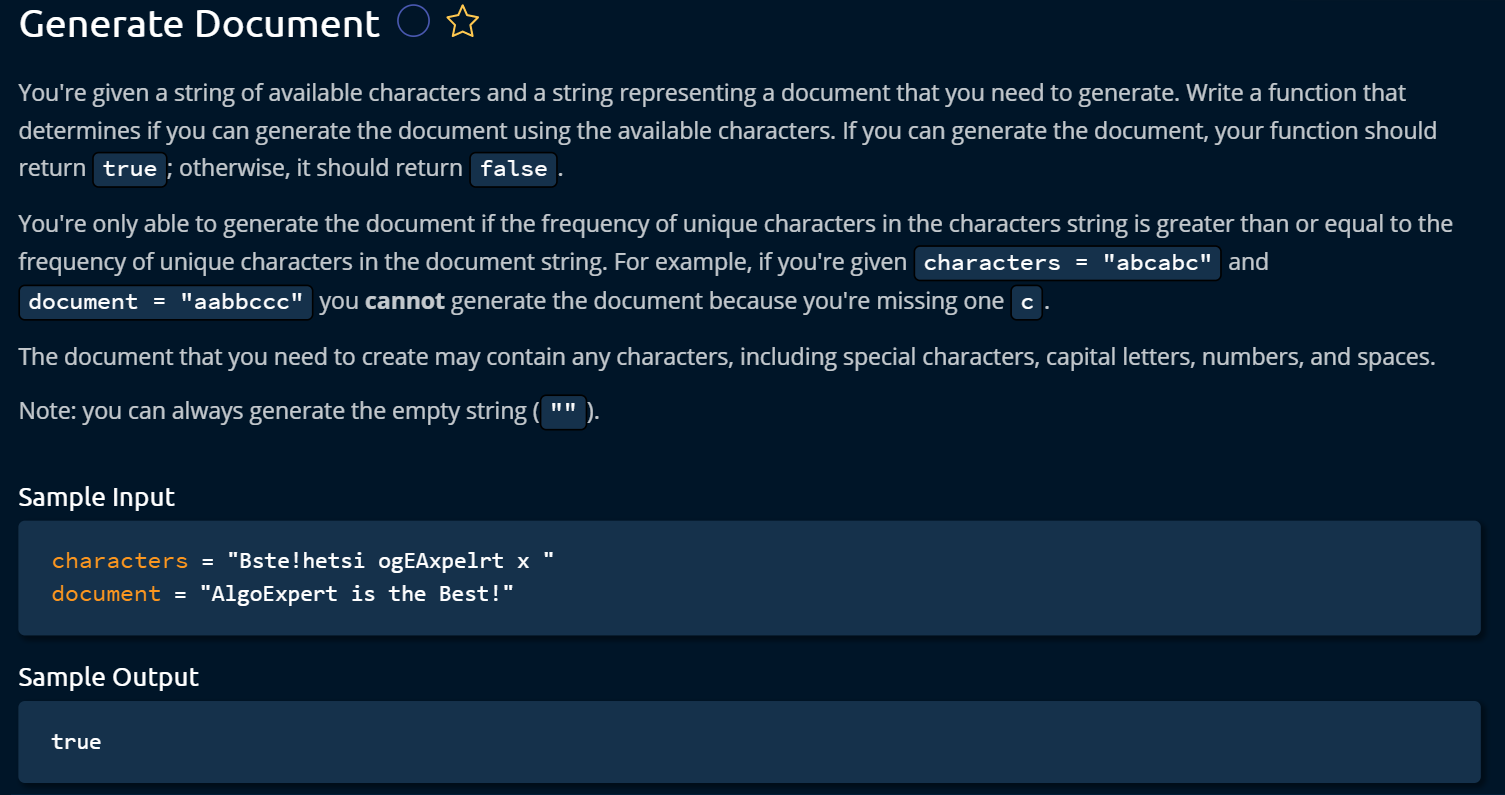 Generate Document
You're given a string of available characters and a string representing a document that you need to generate. Write a function that
determines if you can generate the document using the available characters. If you can generate the document, your function should
return true ; otherwise, it should return false .
You're only able to generate the document if the frequency of unique characters in the characters string is greater than or equal to the
frequency of unique characters in the document string. For example, if you're given characters = "abcabc" and
document = "aabbccc" you cannot generate the document because you're missing one c .
The document that you need to create may contain any characters, including special characters, capital letters, numbers, and spaces.
Note: you can always generate the empty string ( "" ).
Sample Input
characters = "Bste!hetsi ogEAxpelrt x "
document = "AlgoExpert is the Best!"
Sample Output
true